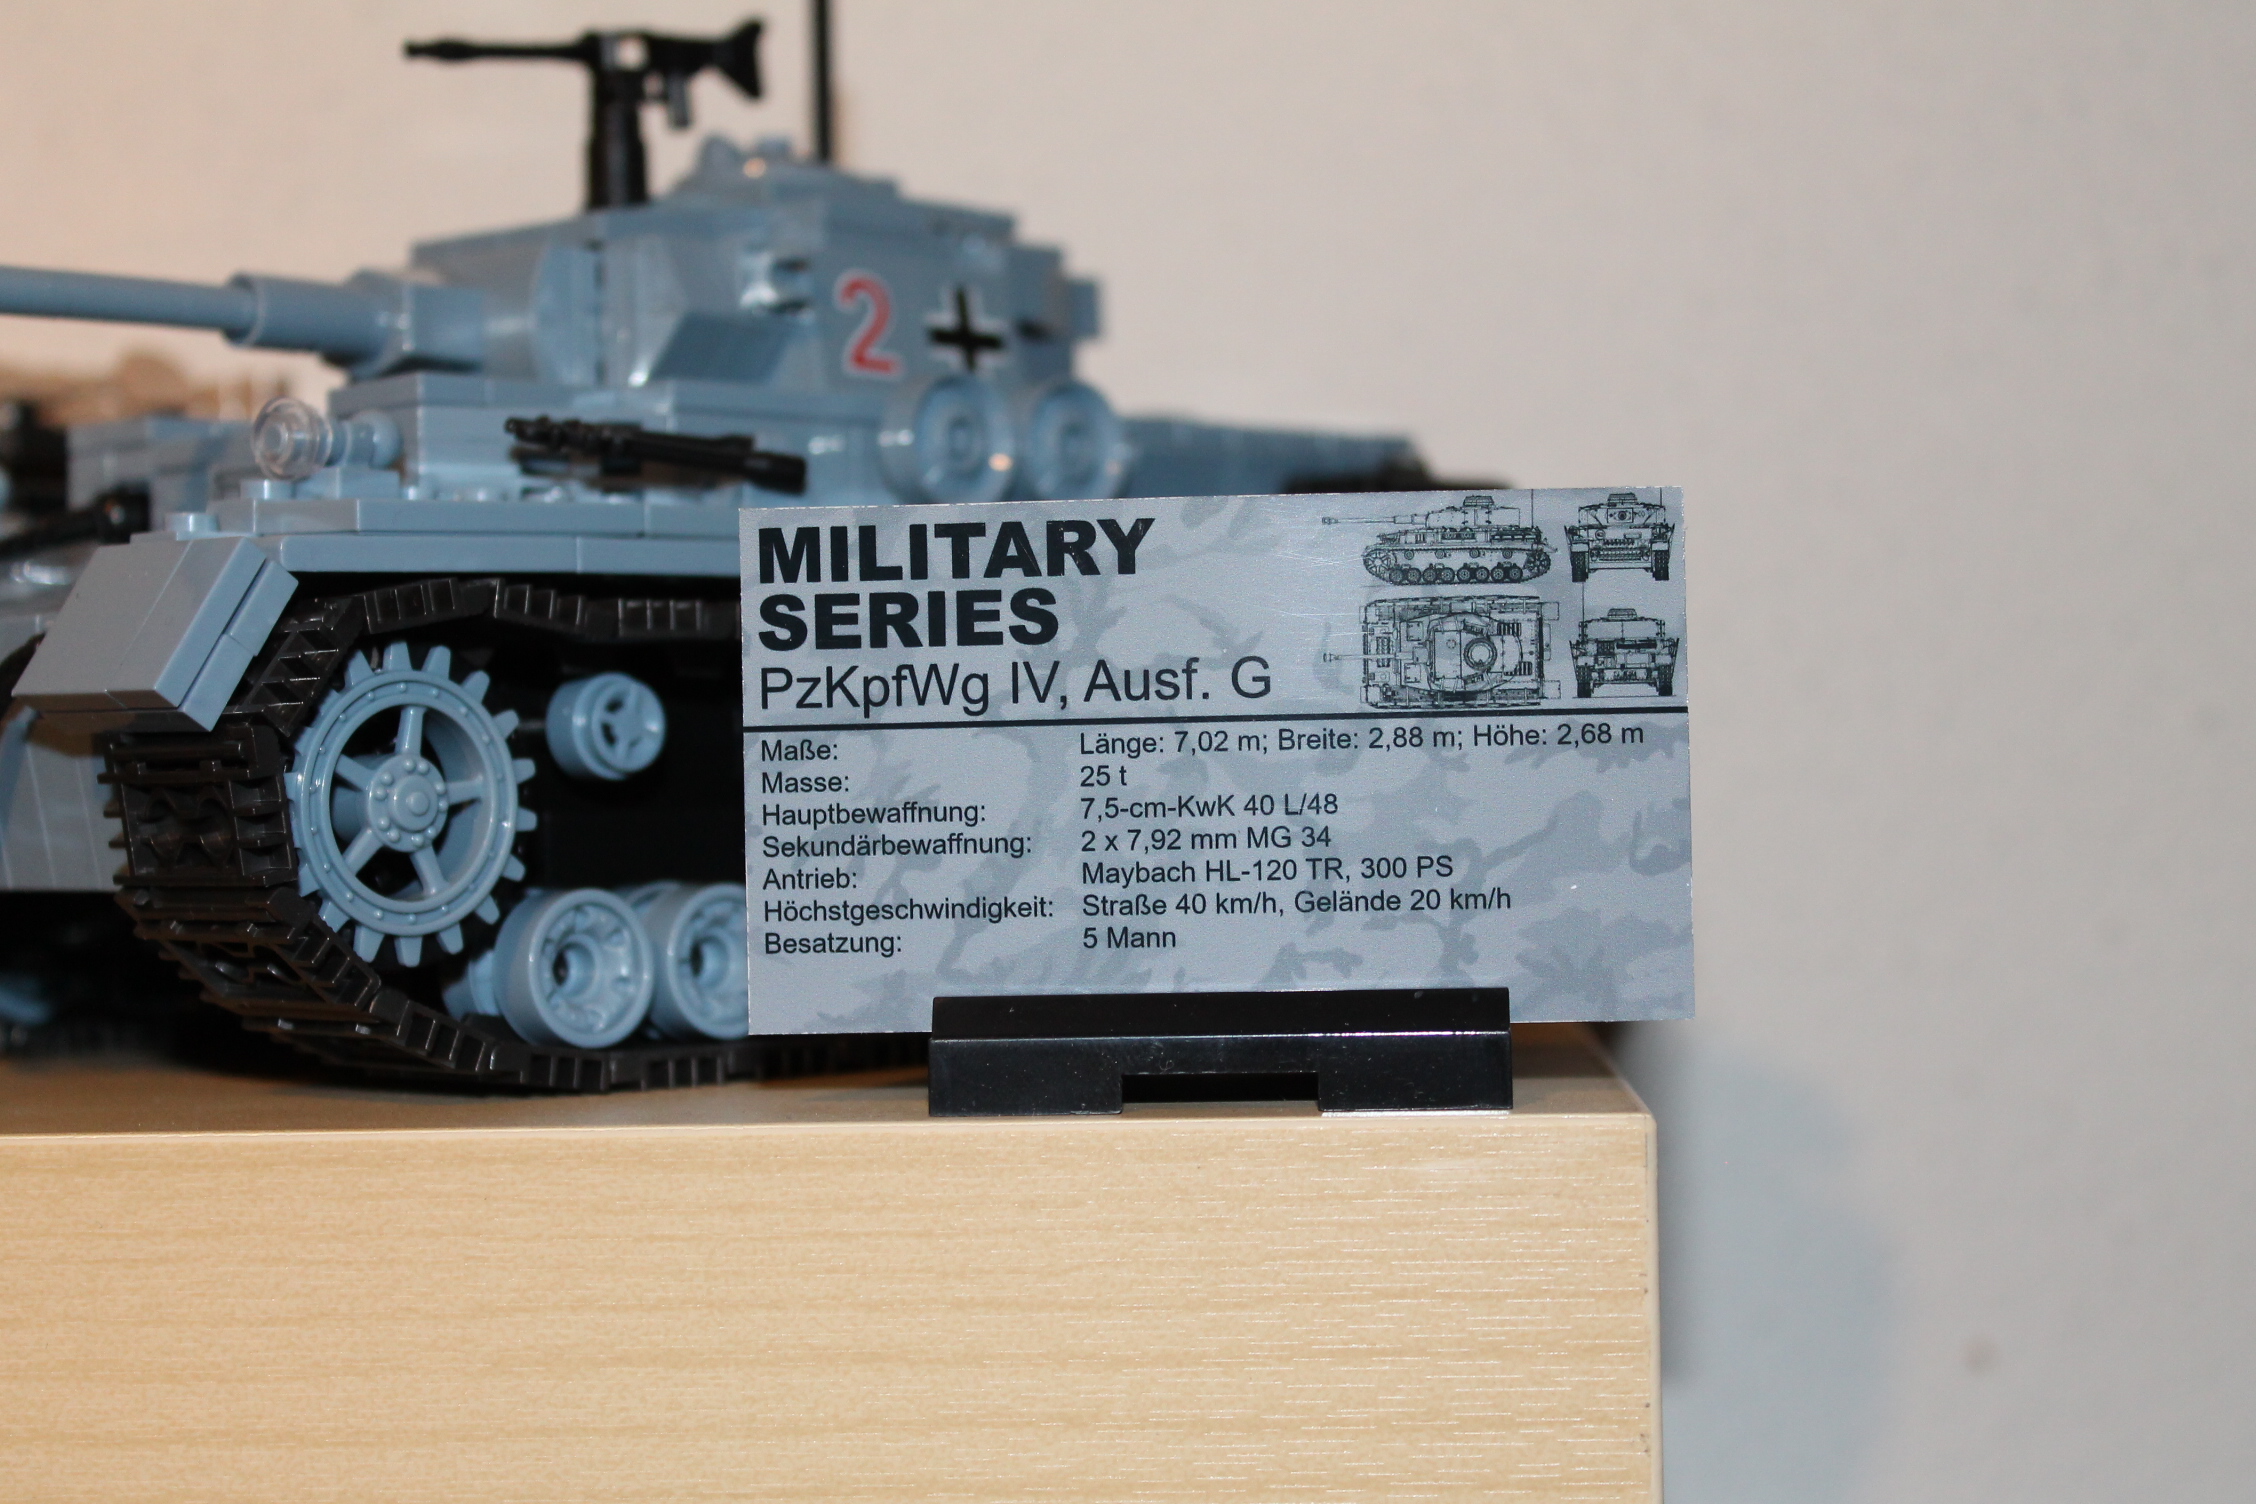 2
MILITARY
SERIES
PzKpfWg IV, Ausf. G
Maße: Länge: 7,02 m; Breite: 2,88 m; Höhe: 2,68 m
Masse: 25 t
Hauptbewaffnung: 7,5-cm-KwK 40 L/48
Sekundärbewaffnung: 2 x 7,92 mm MG 34
Antrieb: Maybach HL-120 TR, 300 PS
Höchstgeschwindigkeit: Straße 40 km/h, Gelände 20 km/h
Besatzung: 5 Mann